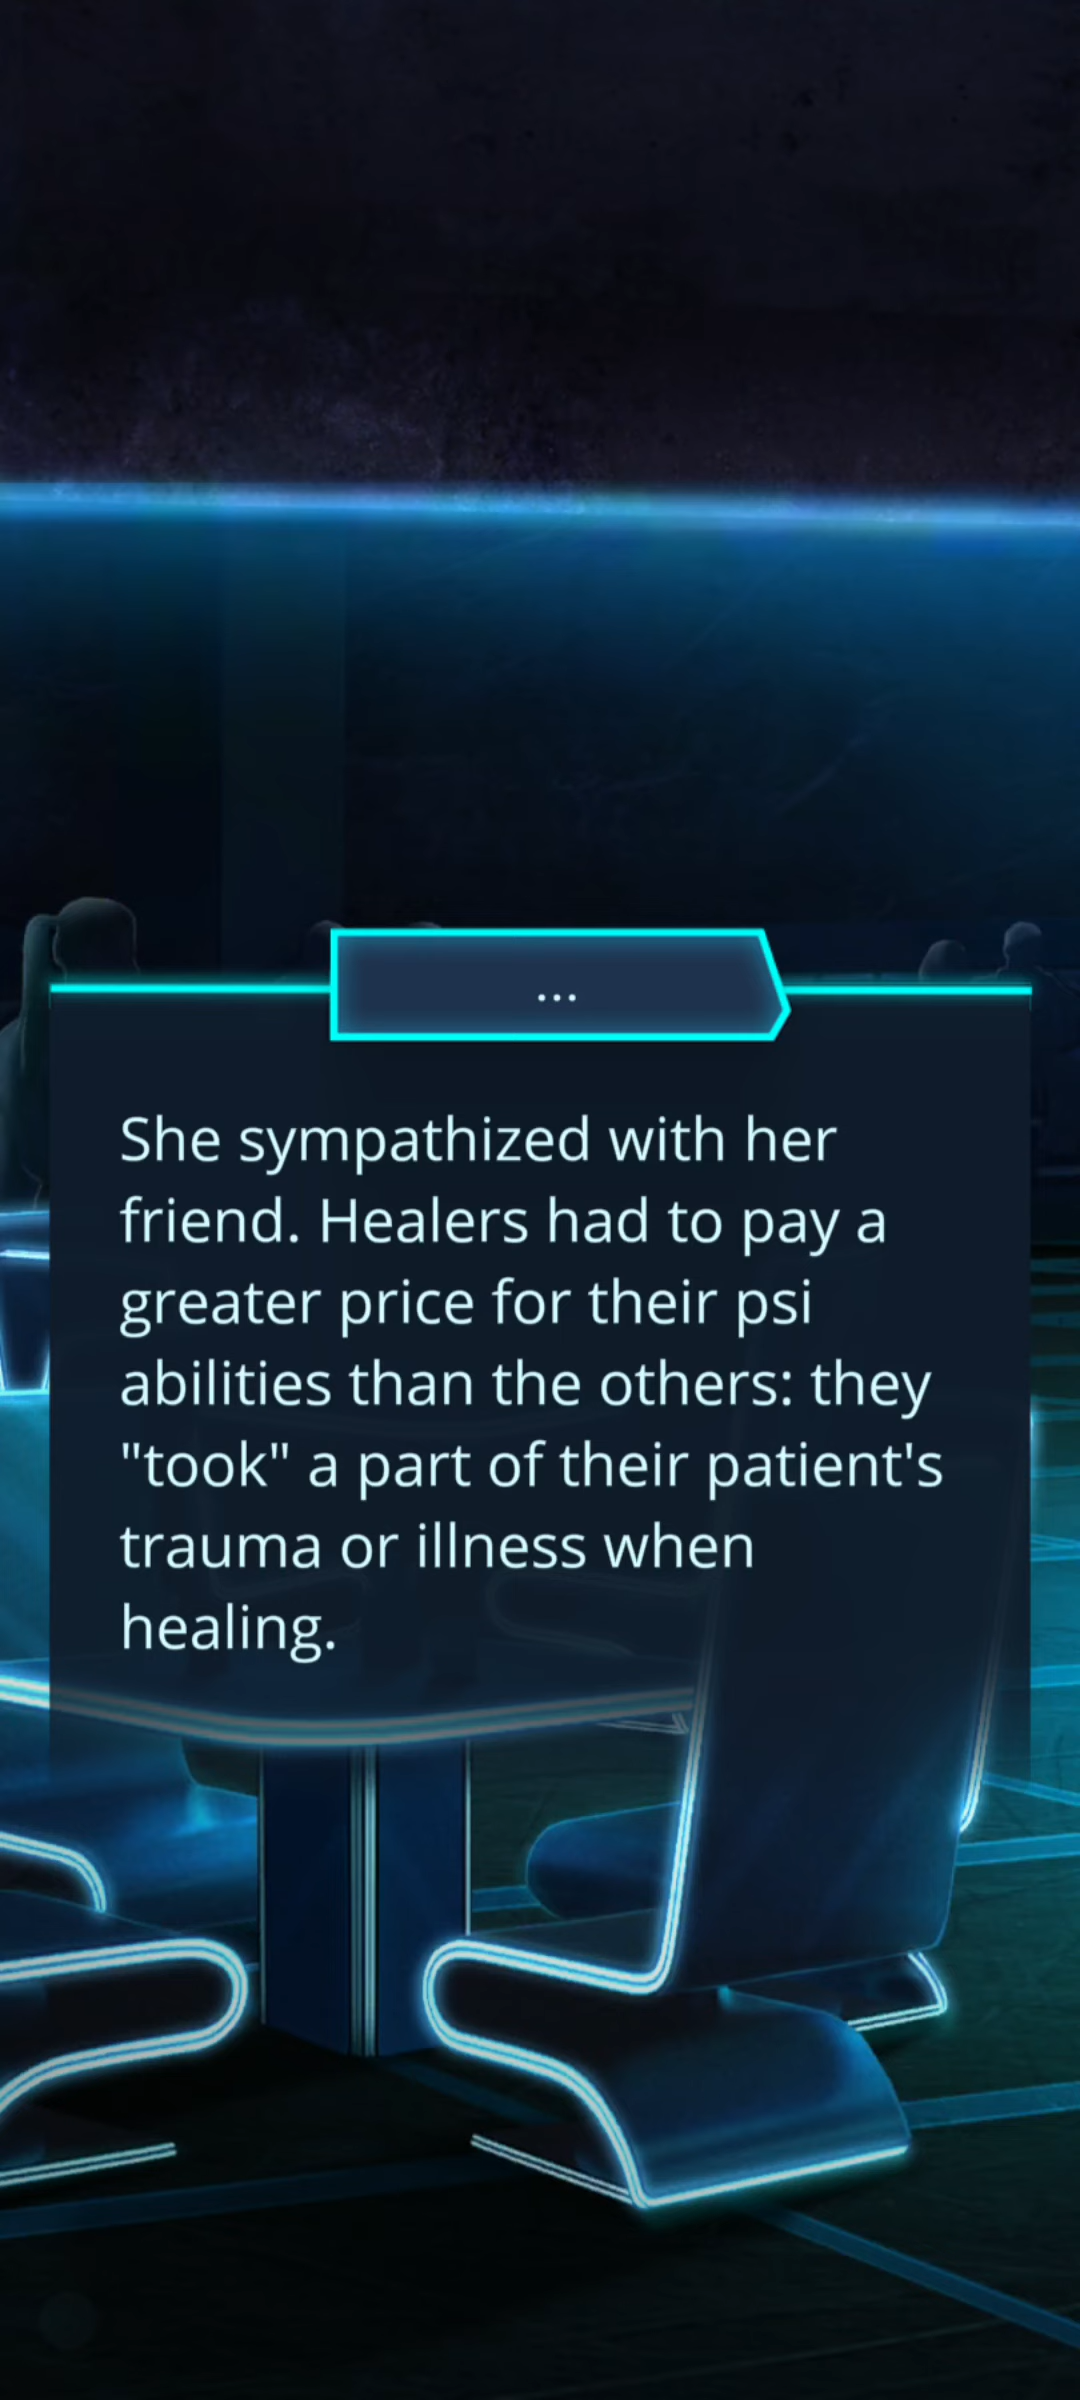 ...
She sympathized with her
friend. Healers had to pay a
greater price for their psi
abilities than the others: they
"took" a part of their patient's
trauma or illness when
healing.